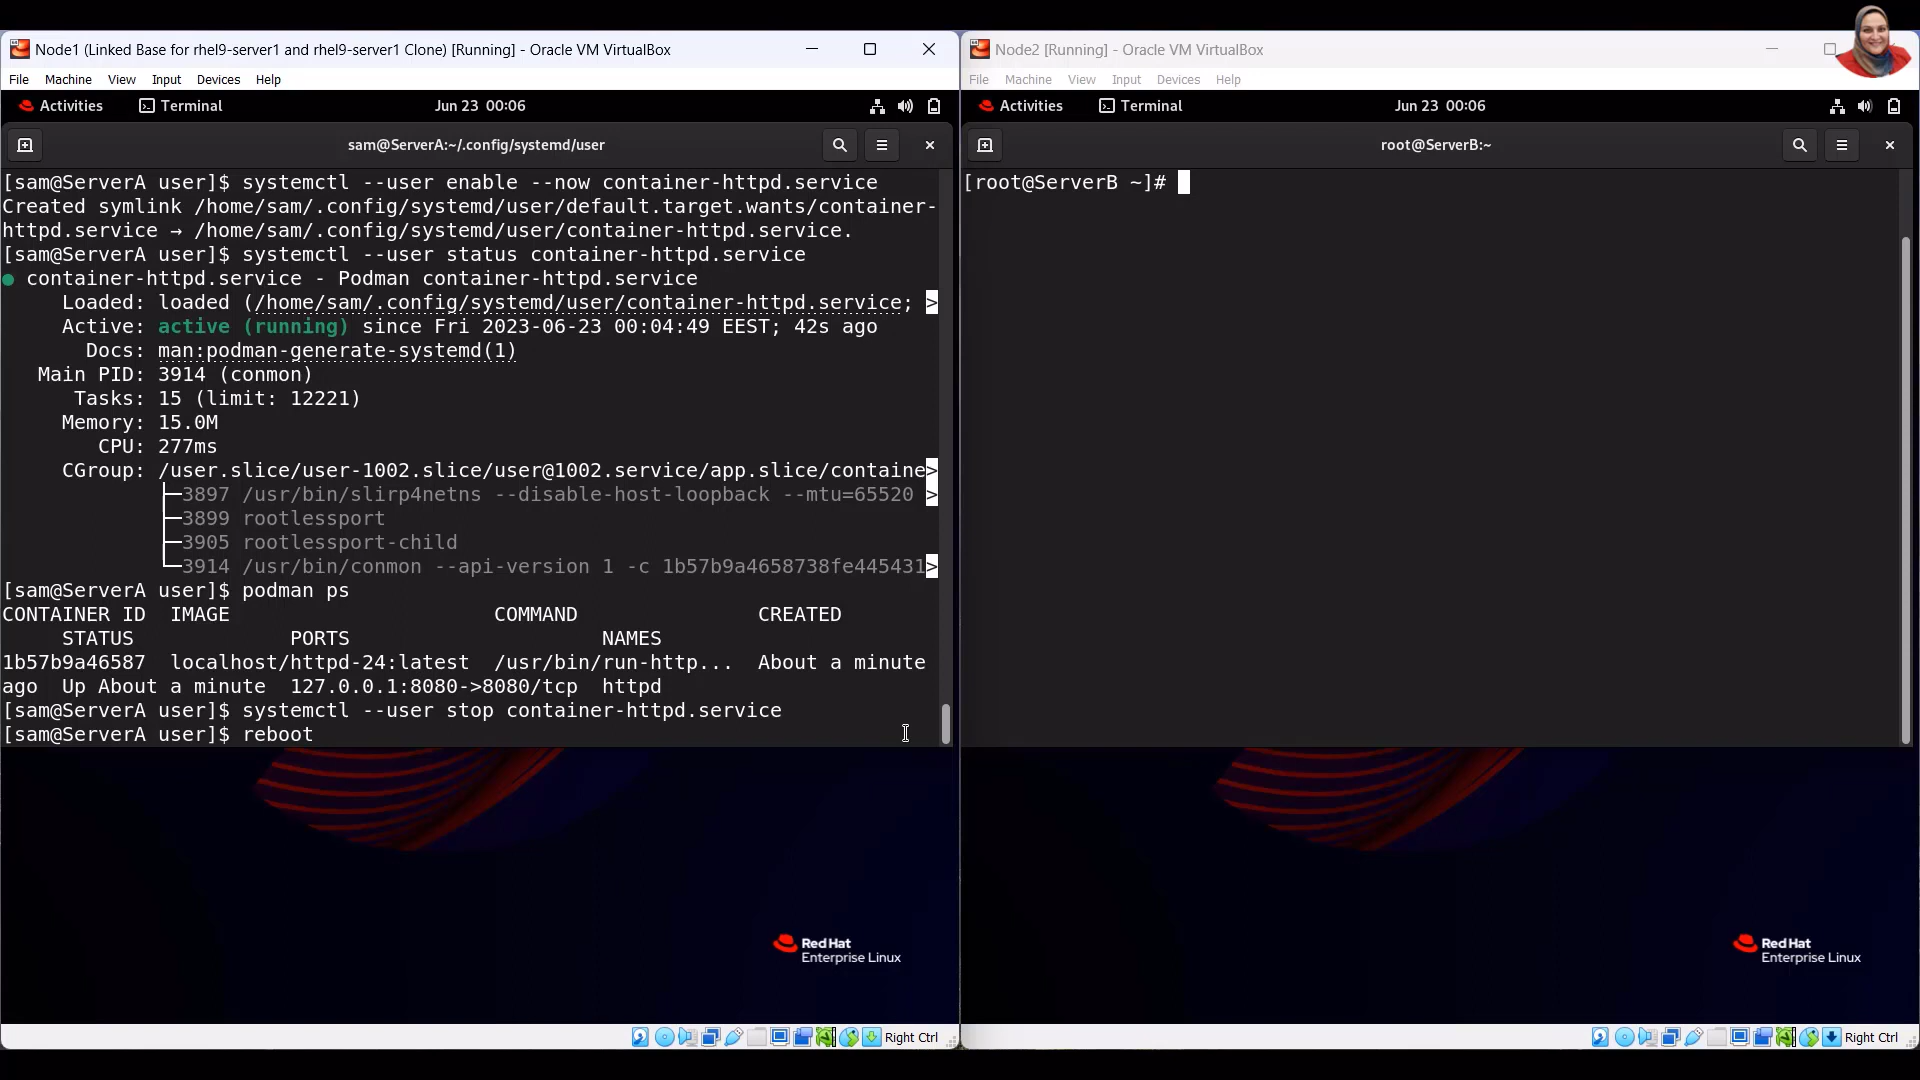 Node1 (Linked Base for rhel9-server1 and rhel9-server1 Clone) [Running] - Oracle VM VirtualBox
File Machine View Input Devices Help
Activities Terminal Jun 23 00:06
sam@ServerA:~/.config/systemd/user
[sam@ServerA user]$ systemctl --user enable --now container-httpd.service
Created symlink /home/sam/.config/systemd/user/default.target.wants/container-
httpd.service → /home/sam/.config/systemd/user/container-httpd.service.
[sam@ServerA user]$ systemctl --user status container-httpd.service
● container-httpd.service - Podman container-httpd.service
Loaded: loaded (/home/sam/.config/systemd/user/container-httpd.service; >
Active: active (running) since Fri 2023-06-23 00:04:49 EEST; 42s ago
Docs: man:podman-generate-systemd(1)
Main PID: 3914 (conmon)
Tasks: 15 (limit: 12221)
Memory: 15.0M
CPU: 277ms
CGroup: /user.slice/user-1002.slice/user@1002.service/app.slice/containe>
├─3897 /usr/bin/slirp4netns --disable-host-loopback --mtu=65520 >
├─3899 rootlessport
├─3905 rootlessport-child
└─3914 /usr/bin/conmon --api-version 1 -c 1b57b9a4658738fe445431>
[sam@ServerA user]$ podman ps
CONTAINER ID IMAGE COMMAND CREATED
STATUS PORTS NAMES
1b57b9a46587 localhost/httpd-24:latest /usr/bin/run-http... About a minute
ago Up About a minute 127.0.0.1:8080->8080/tcp httpd
[sam@ServerA user]$ systemctl --user stop container-httpd.service
[sam@ServerA user]$ reboot
Red Hat
Enterprise Linux
Right Ctrl
Node2 [Running] - Oracle VM VirtualBox
File Machine View Input Devices Help
Activities Terminal Jun 23 00:06
root@ServerB:~
[root@ServerB ~]#
Red Hat
Enterprise Linux
Right Ctrl